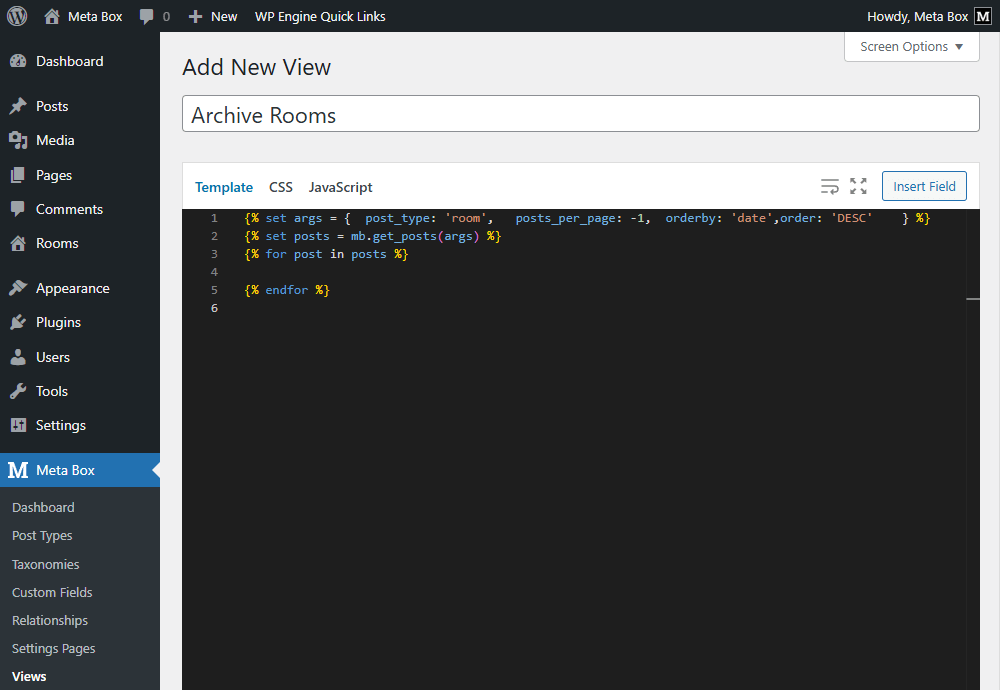 Meta Box 0 New WP Engine Quick Links Howdy, Meta Box M
Screen Options ▼
Dashboard
Posts
Media
Pages
Comments
Rooms
Appearance
Plugins
Users
Tools
Settings
M Meta Box
Dashboard
Post Types
Taxonomies
Custom Fields
Relationships
Settings Pages
Views
Add New View
Archive Rooms
Template CSS JavaScript Insert Field
1 {% set args = {  post_type: 'room',   posts_per_page: -1,  orderby: 'date',order: 'DESC'    } %}
2 {% set posts = mb.get_posts(args) %}
3 {% for post in posts %}
4
5 {% endfor %}
6